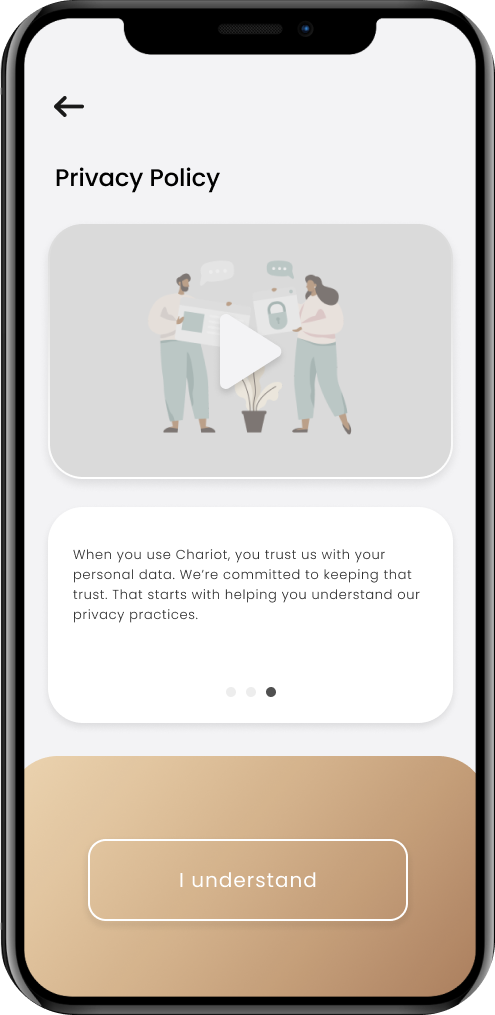 Privacy Policy
When you use Chariot, you trust us with your
personal data. We’re committed to keeping that
trust. That starts with helping you understand our
privacy practices.
I understand